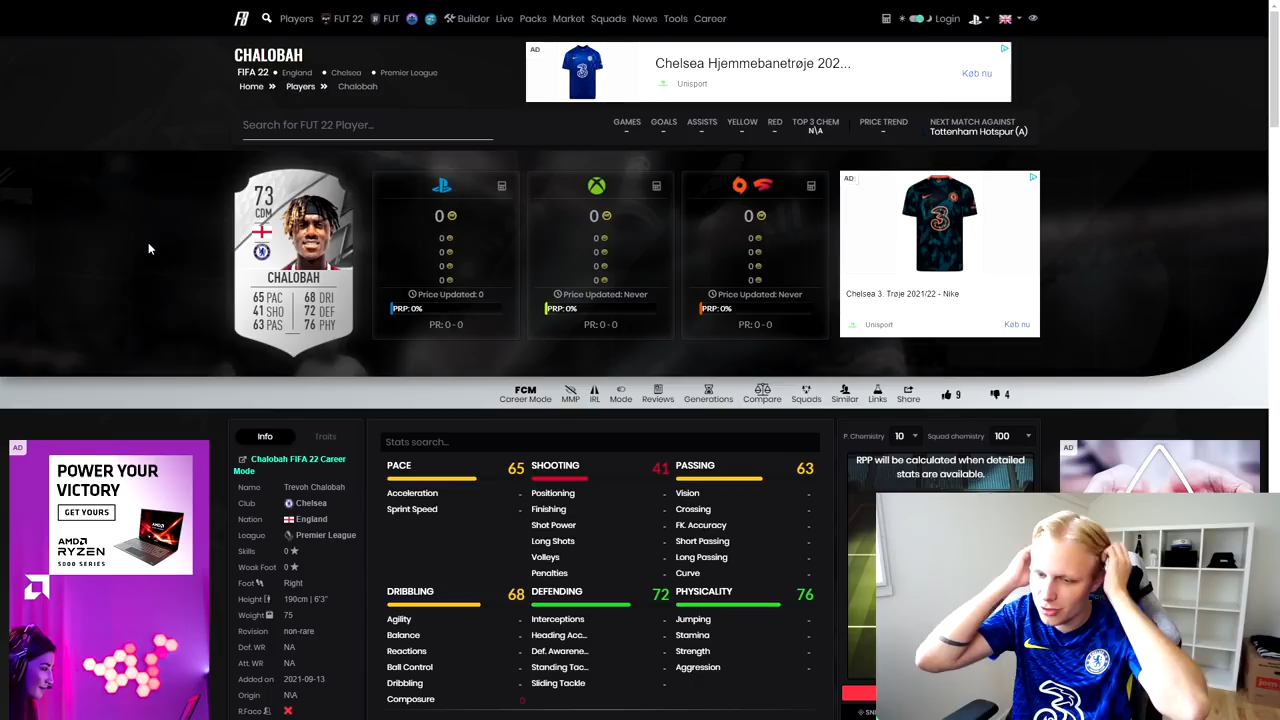 F8 Players FUT 22 FUT Builder Live Packs Market Squads News Tools Career Login
CHALOBAH
FIFA 22 • England • Chelsea • Premier League
Home » Players » Chalobah
AD
Chelsea Hjemmebanetrøje 202...
Unisport
Køb nu
Search for FUT 22 Player...
GAMES GOALS ASSISTS YELLOW RED TOP 3 CHEM PRICE TREND NEXT MATCH AGAINST
- - - - - N\A - Tottenham Hotspur (A)
73
CDM
CHALOBAH
65 PAC 68 DRI
41 SHO 72 DEF
63 PAS 76 PHY
0
0
0
0
0
Price Updated: 0
PRP: 0%
PR: 0 - 0
0
0
0
0
0
Price Updated: Never
PRP: 0%
PR: 0 - 0
0
0
0
0
0
Price Updated: Never
PRP: 0%
PR: 0 - 0
AD
3
Chelsea 3. Trøje 2021/22 - Nike
Unisport Køb nu
FCM
Career Mode MMP IRL Mode Reviews Generations Compare Squads Similar Links Share 9 4
AD
POWER YOUR
VICTORY
GET YOURS
AMD
RYZEN
5000 SERIES
Info Traits
Chalobah FIFA 22 Career
Mode
Name Trevoh Chalobah
Club Chelsea
Nation England
League Premier League
Skills 0 ★
Weak Foot 0 ★
Foot Right
Height 190cm | 6'3"
Weight 75
Revision non-rare
Def. WR NA
Att. WR NA
Added on 2021-09-13
Origin N\A
R.Face
Stats search...
PACE 65
Acceleration -
Sprint Speed -
SHOOTING 41
Positioning -
Finishing -
Shot Power -
Long Shots -
Volleys -
Penalties -
PASSING 63
Vision -
Crossing -
FK. Accuracy -
Short Passing -
Long Passing -
Curve -
DRIBBLING 68
Agility -
Balance -
Reactions -
Ball Control -
Dribbling -
Composure 0
DEFENDING 72
Interceptions -
Heading Acc... -
Def. Awarene... -
Standing Tac... -
Sliding Tackle -
PHYSICALITY 76
Jumping -
Stamina -
Strength -
Aggression -
P. Chemistry 10 Squad chemistry 100
RPP will be calculated when detailed
stats are available.
AD
3